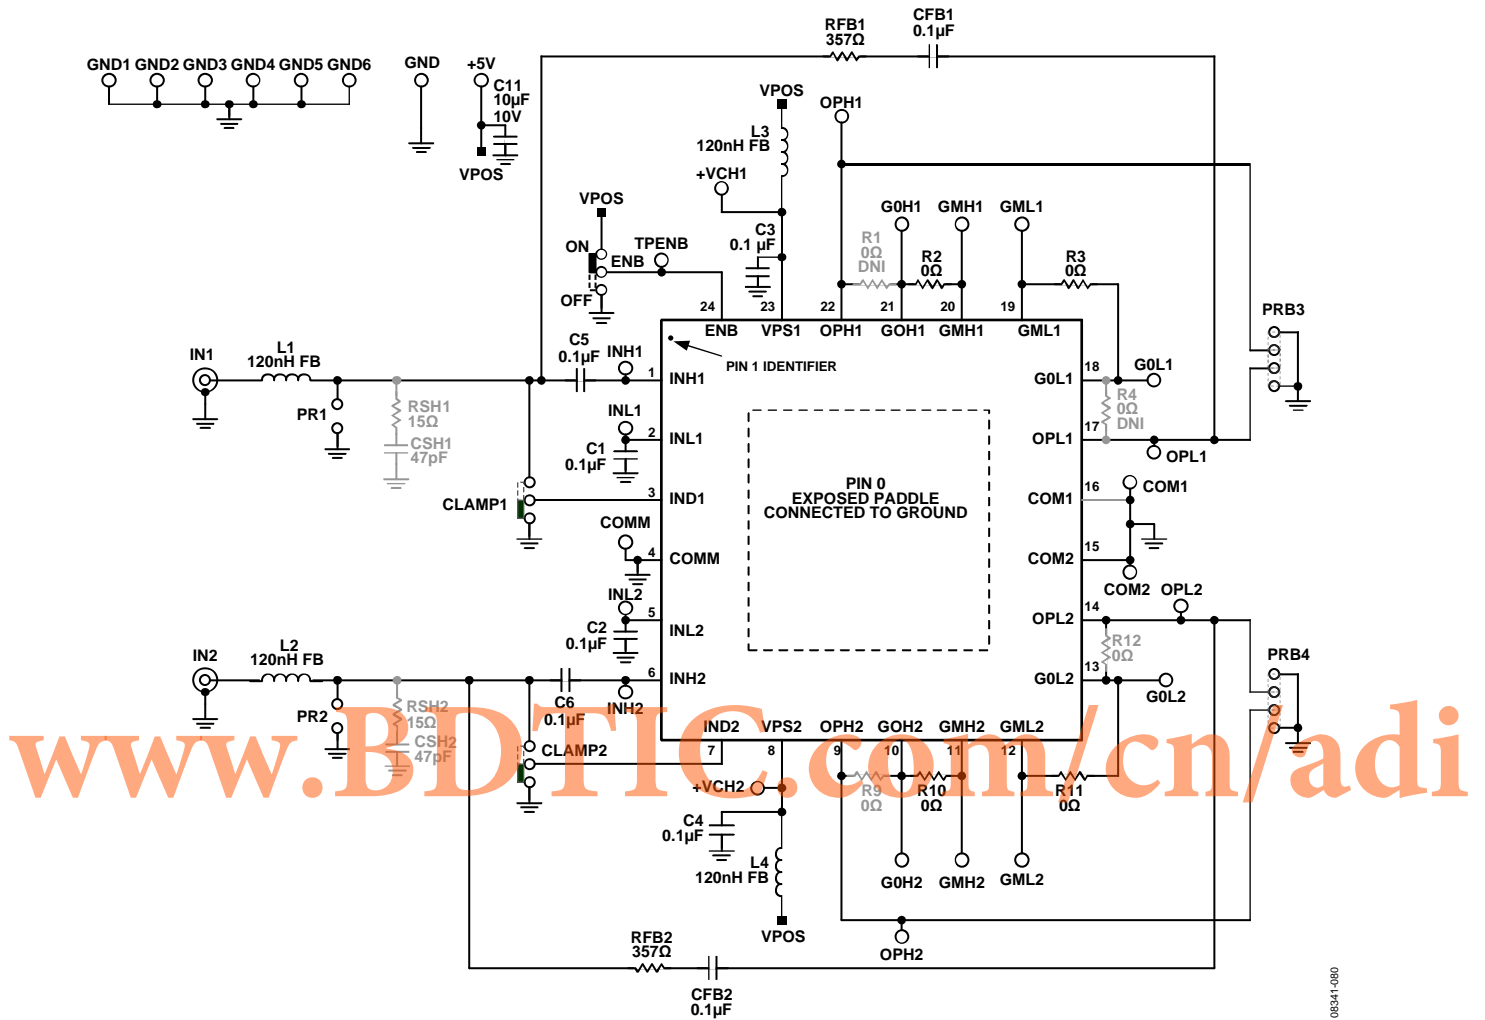 RFB1
357Ω
CFB1
0.1µF
GND1 GND2 GND3 GND4 GND5 GND6
GND
+5V
C11
10µF
10V
VPOS
VPOS
L3
120nH FB
OPH1
+VCH1
VPOS
ON
ENB
TPENB
OFF
C3
0.1 µF
G0H1
GMH1
GML1
R1
0Ω
DNI
R2
0Ω
R3
0Ω
24
23
22
21
20
19
ENB
VPS1
OPH1
GOH1
GMH1
GML1
PIN 1 IDENTIFIER
PRB3
IN1
L1
120nH FB
C5
0.1µF
INH1
1
INH1
PR1
RSH1
15Ω
CSH1
47pF
INL1
2
INL1
C1
0.1µF
CLAMP1
3
IND1
COMM
4
COMM
INL2
5
INL2
C2
0.1µF
PIN 0
EXPOSED PADDLE
CONNECTED TO GROUND
18
G0L1
G0L1
R4
0Ω
DNI
17
OPL1
OPL1
16
COM1
COM1
15
COM2
COM2
14
OPL2
OPL2
R12
0Ω
13
G0L2
G0L2
PRB4
IN2
L2
120nH FB
6
INH2
INH2
C6
0.1µF
PR2
RSH2
15Ω
CSH2
47pF
CLAMP2
IND2
VPS2
OPH2
GOH2
GMH2
GML2
7
8
9
10
11
12
www.BDTIC.com/cn/adi
+VCH2
R9
0Ω
R10
0Ω
R11
0Ω
C4
0.1µF
L4
120nH FB
G0H2
GMH2
GML2
VPOS
OPH2
RFB2
357Ω
CFB2
0.1µF
08341-080